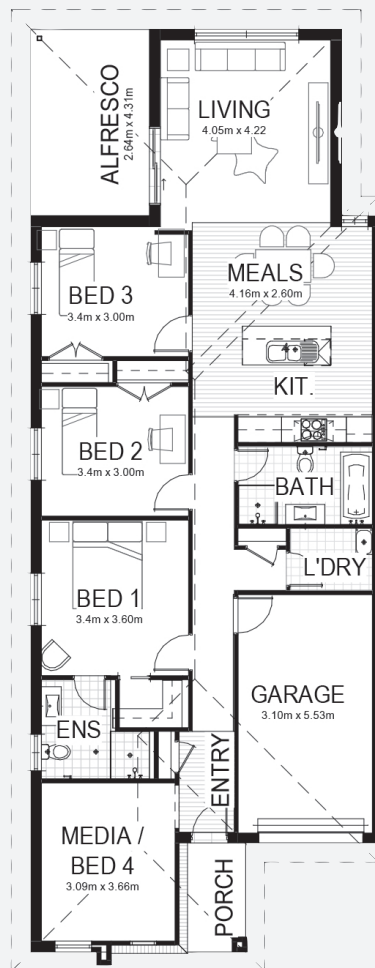 ALFRESCO
2.64m x 4.31m
LIVING
4.05m x 4.22
BED 3
3.4m x 3.00m
MEALS
4.16m x 2.60m
KIT.
BED 2
3.4m x 3.00m
BATH
L'DRY
BED 1
3.4m x 3.60m
GARAGE
3.10m x 5.53m
ENS
ENTRY
MEDIA /
BED 4
3.09m x 3.66m
PORCH